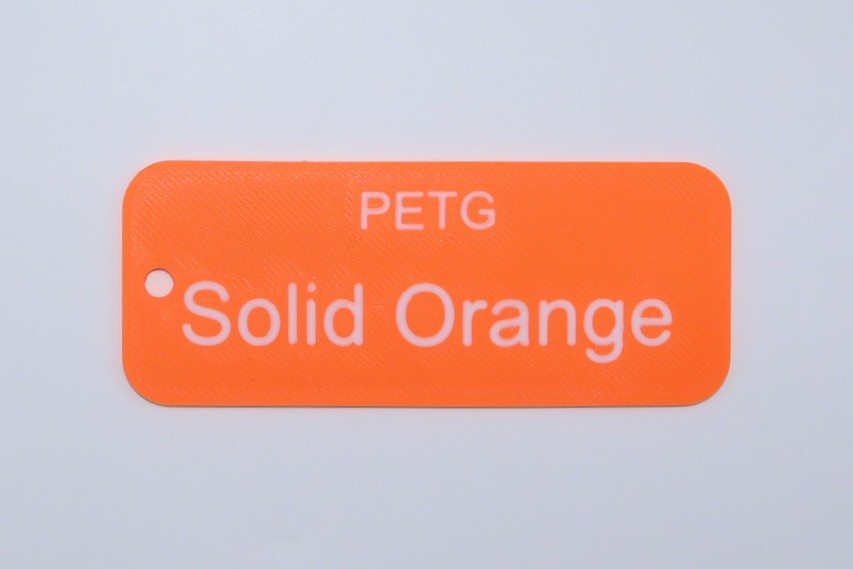 PETG
Solid Orange